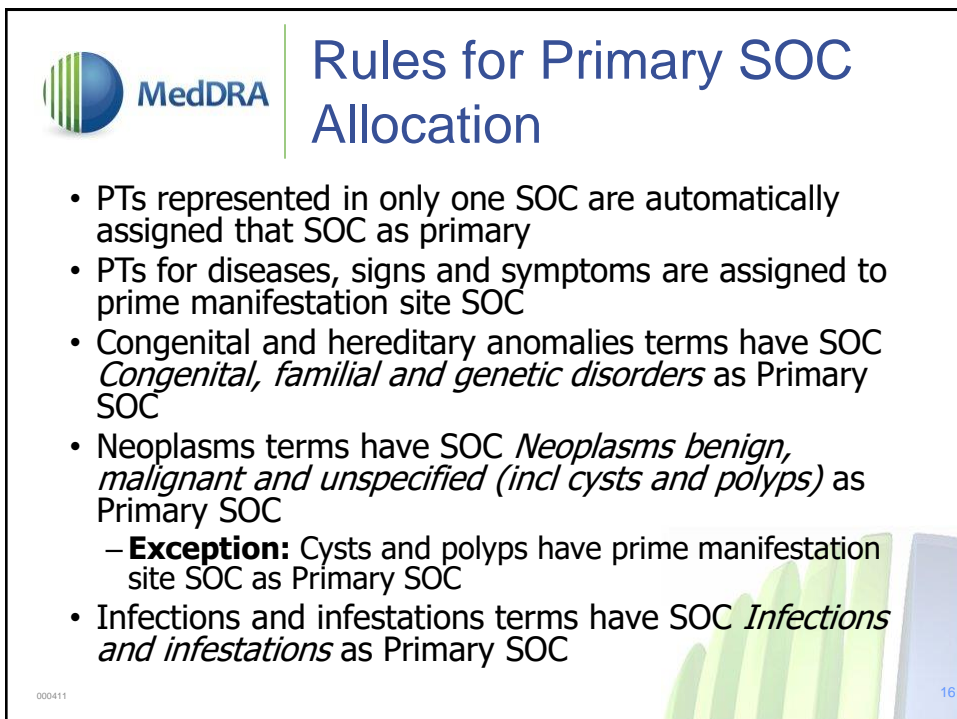 MedDRA
Rules for Primary SOC
Allocation
• PTs represented in only one SOC are automatically
assigned that SOC as primary
• PTs for diseases, signs and symptoms are assigned to
prime manifestation site SOC
• Congenital and hereditary anomalies terms have SOC
Congenital, familial and genetic disorders as Primary
SOC
• Neoplasms terms have SOC Neoplasms benign,
malignant and unspecified (incl cysts and polyps) as
Primary SOC
– Exception: Cysts and polyps have prime manifestation
site SOC as Primary SOC
• Infections and infestations terms have SOC Infections
and infestations as Primary SOC
000411
16